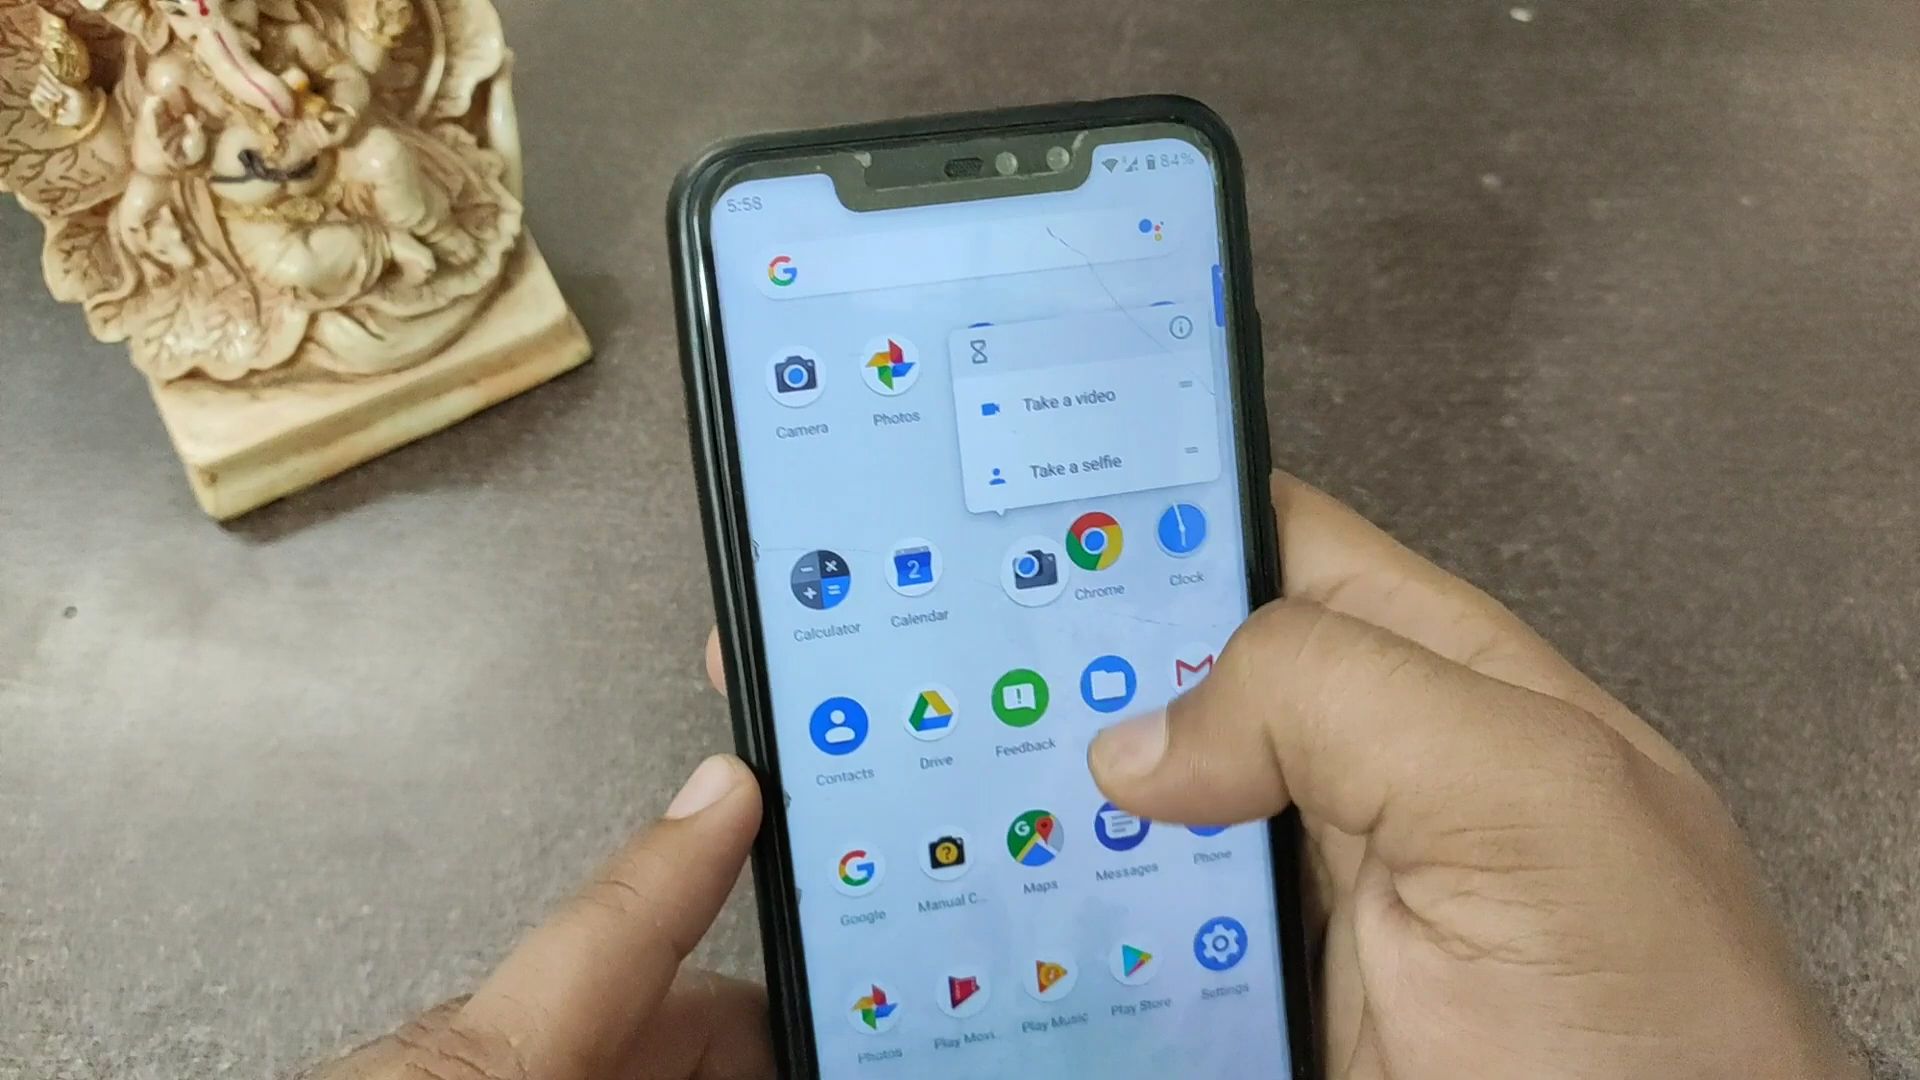 5:58
84%
G
Take a video
Take a selfie
Camera
Photos
Calculator
2
Calendar
Chrome
Clock
Contacts
Drive
Feedback
G
Google
Manual C...
G
Maps
Messages
Phone
Photos
Play Movi..
Play Music
Play Store
Settings